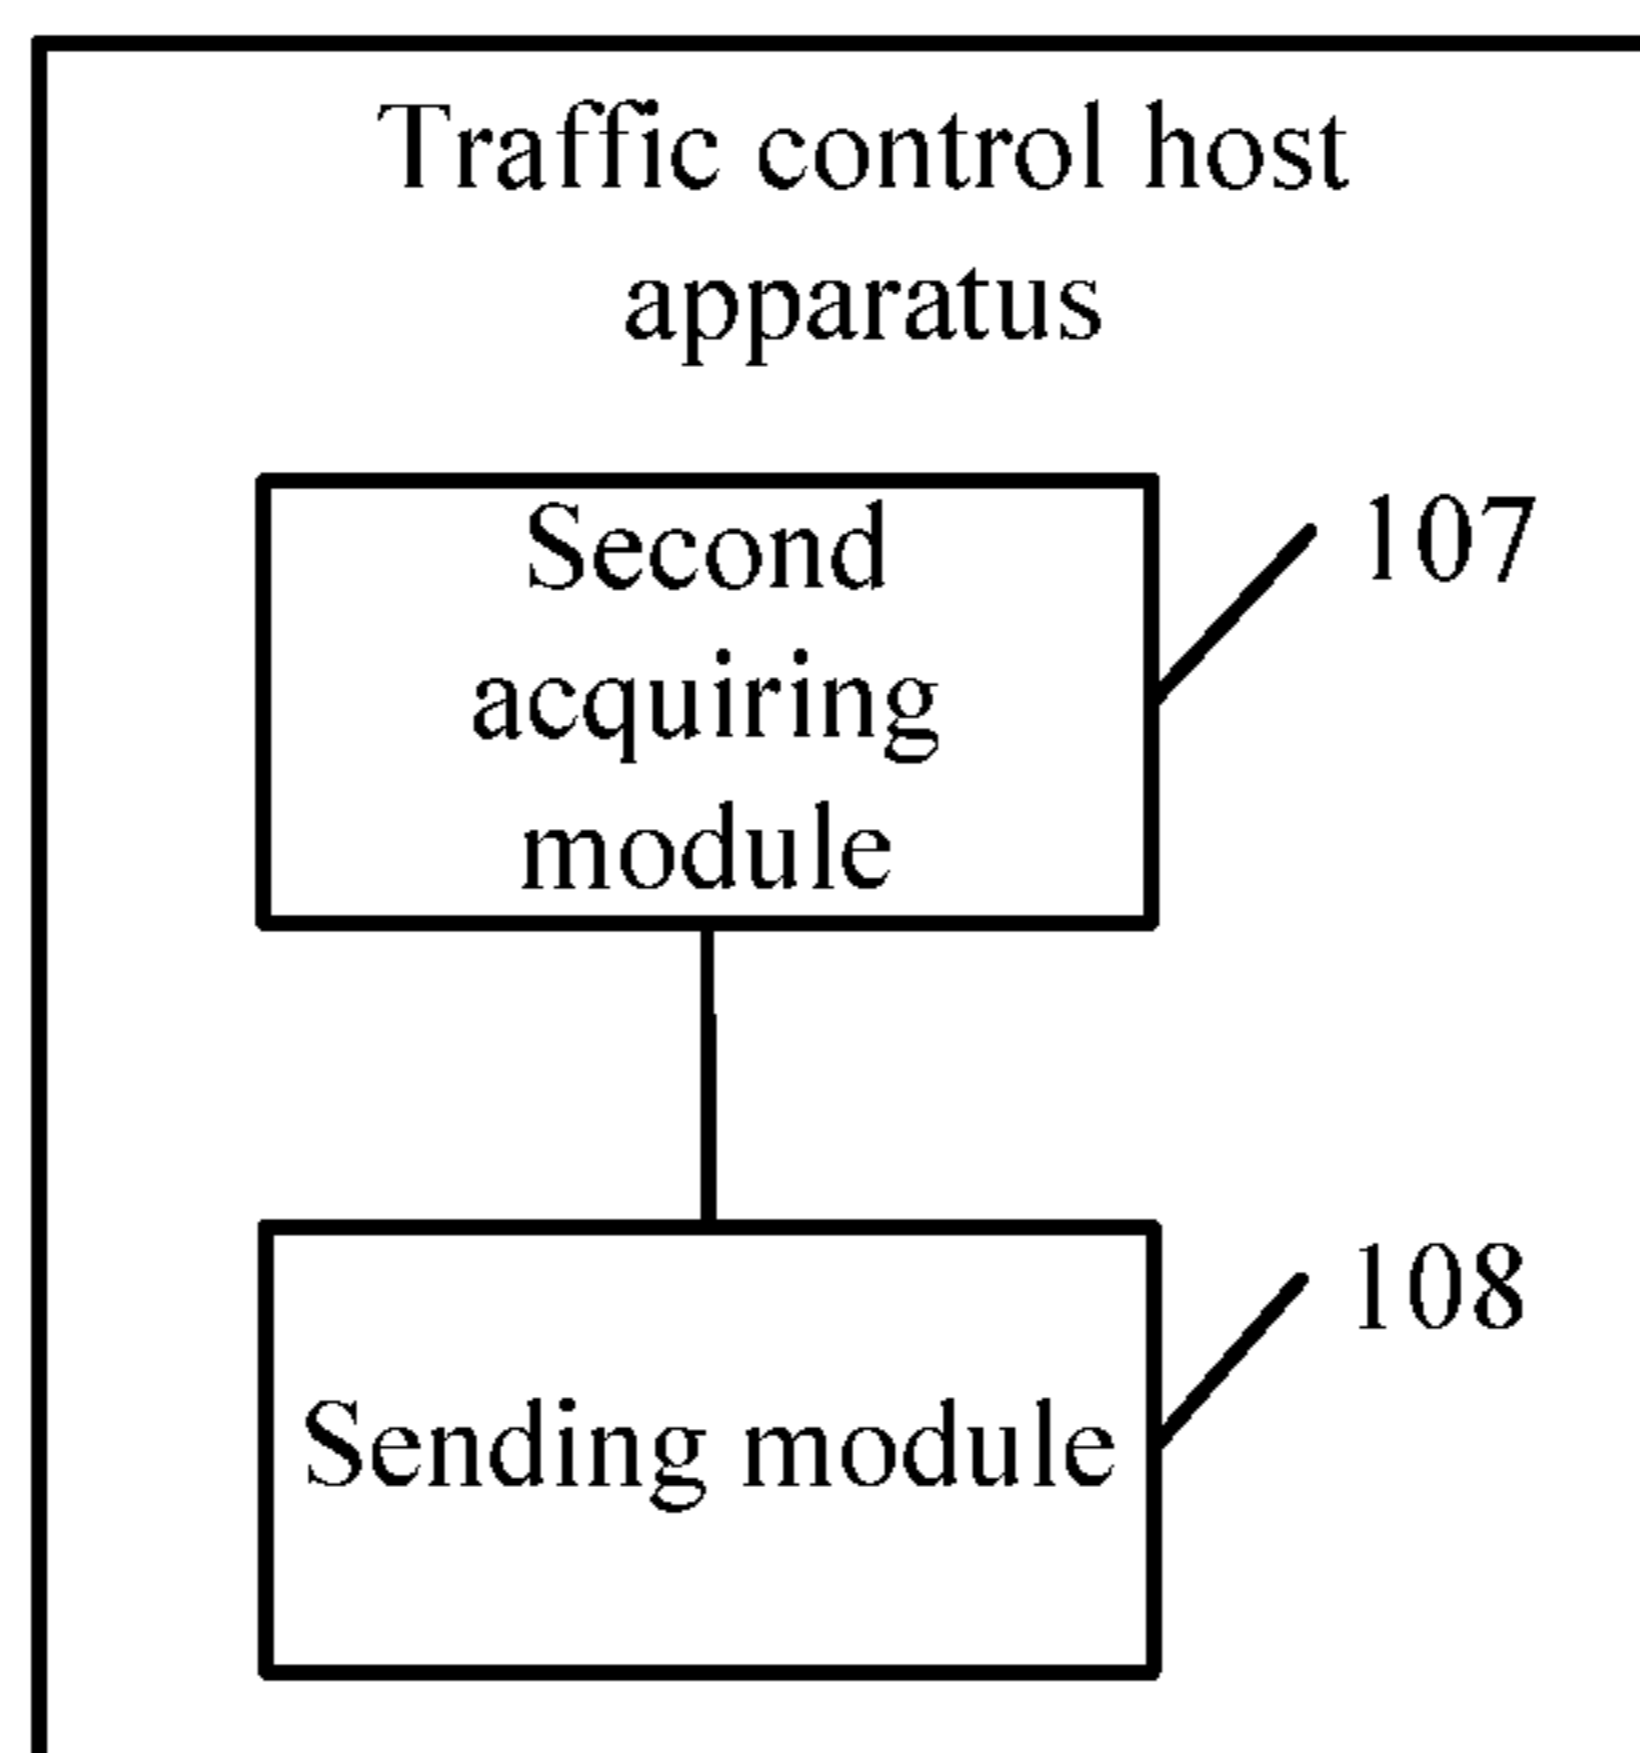 Traffic control host
apparatus
Second
acquiring
module
107
Sending module
108